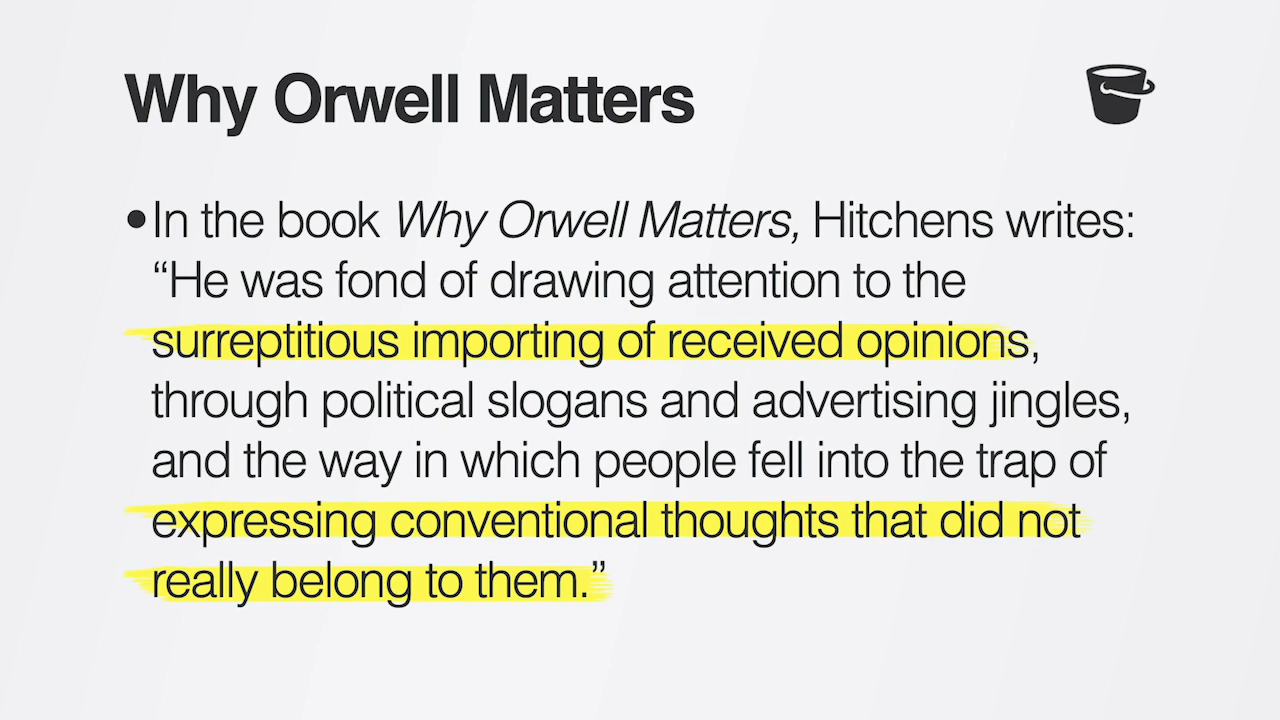 Why Orwell Matters
•In the book Why Orwell Matters, Hitchens writes:
“He was fond of drawing attention to the
surreptitious importing of received opinions,
through political slogans and advertising jingles,
and the way in which people fell into the trap of
expressing conventional thoughts that did not
really belong to them.”